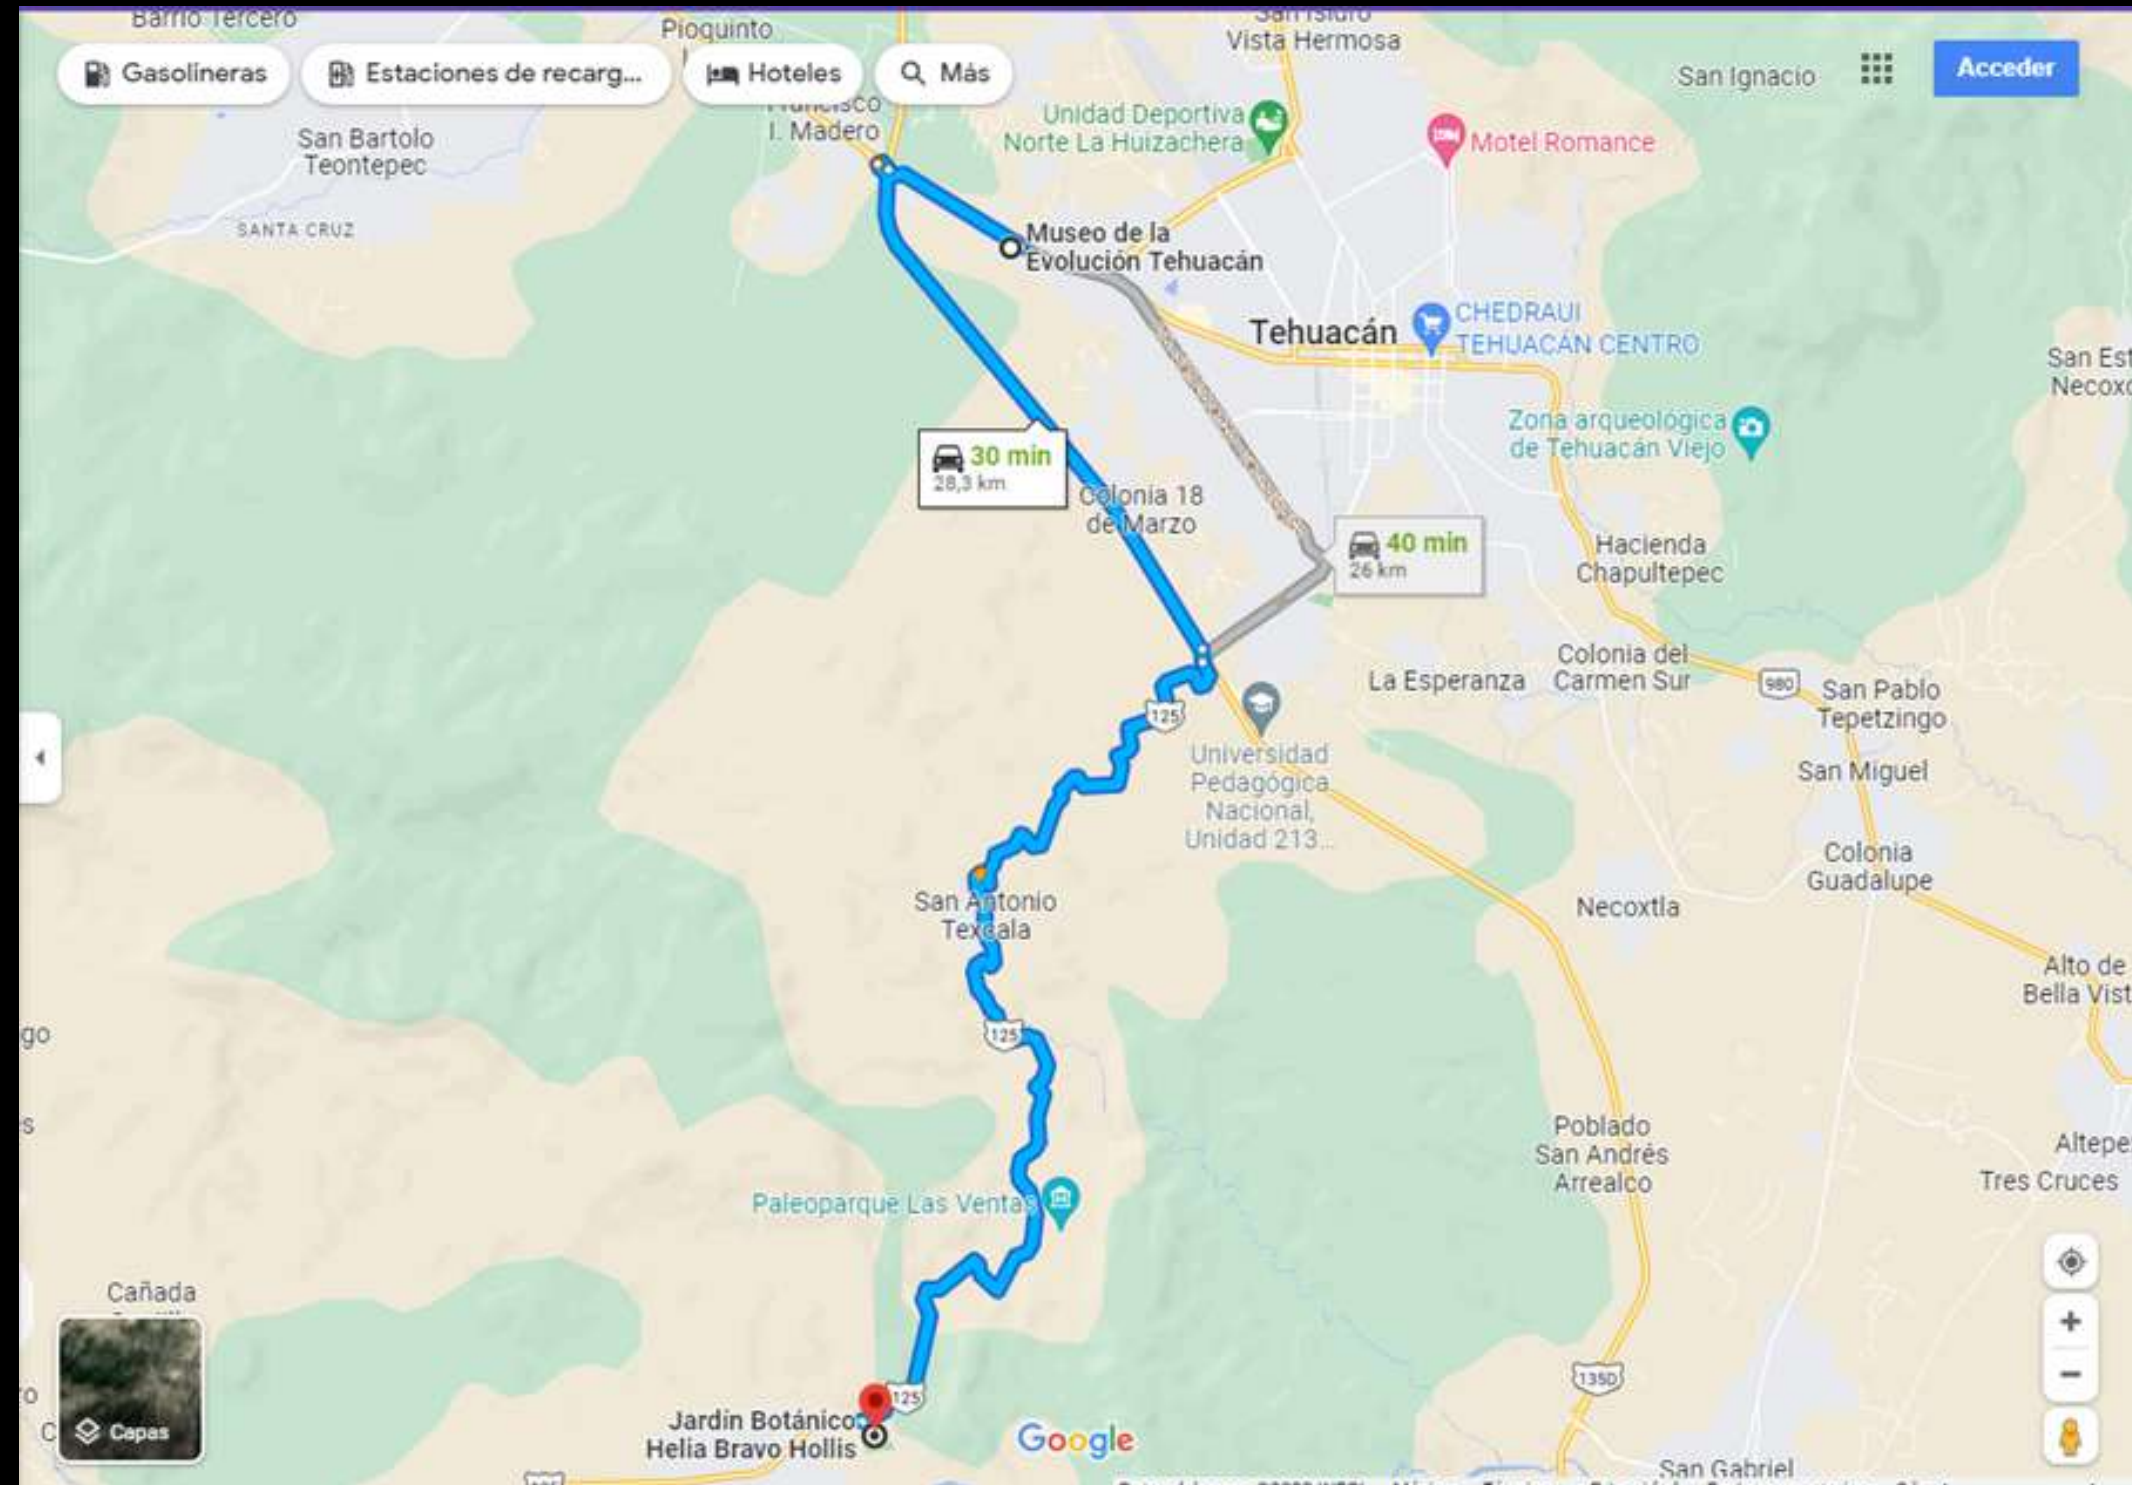 Barrio Tercero
Pioquinto
San Isidro
Vista Hermosa
Gasolineras
Estaciones de recarg...
Hoteles
Más
San Ignacio
Acceder
Francisco
I. Madero
San Bartolo
Teontepec
Unidad Deportiva
Norte La Huizachera
Motel Romance
SANTA CRUZ
Museo de la
Evolución Tehuacán
Tehuacán
CHEDRAUI
TEHUACÁN CENTRO
San Est
Necoxc
Zona arqueológica
de Tehuacán Viejo
30 min
28,3 km
Colonia 18
de Marzo
40 min
26 km
Hacienda
Chapultepec
Colonia del
Carmen Sur
La Esperanza
980
San Pablo
Tepetzingo
125
Universidad
Pedagógica
Nacional,
Unidad 213...
San Miguel
Colonia
Guadalupe
San Antonio
Texcala
Necoxtla
Alto de
Bella Vist
go
125
s
Poblado
San Andrés
Arrealco
Altepe
Tres Cruces
Paleoparque Las Ventas
Cañada
Capas
125
135D
Jardín Botánico
Helia Bravo Hollis
Google
San Gabriel